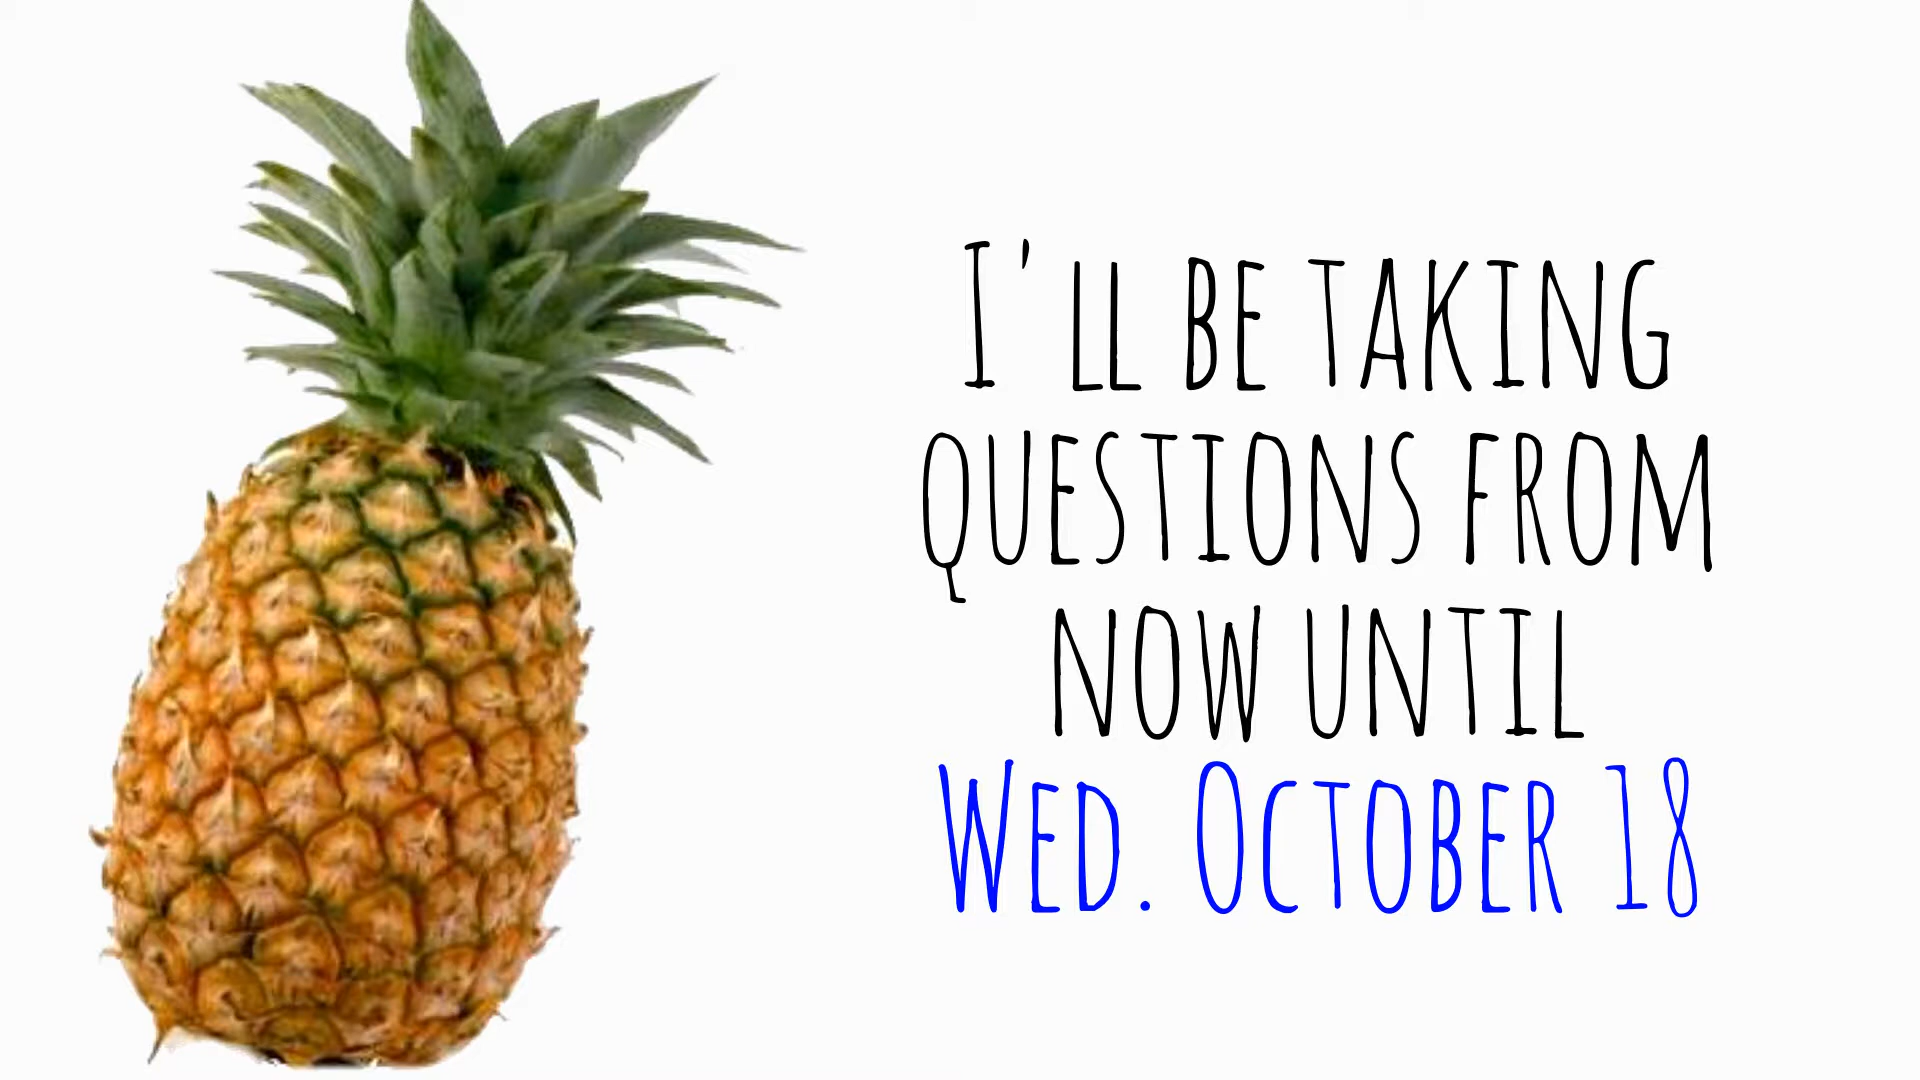 I'll be taking
questions from
now until
Wed. October 18